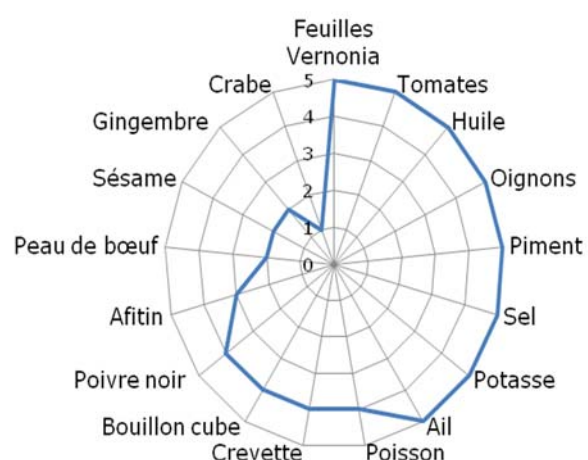 Feuilles
Vernonia
Tomates
Huile
Oignons
Piment
Sel
Potasse
Ail
Poisson
Crevette
Bouillon cube
Poivre noir
Afitin
Peau de bœuf
Sésame
Gingembre
Crabe
5
4
3
2
1
0